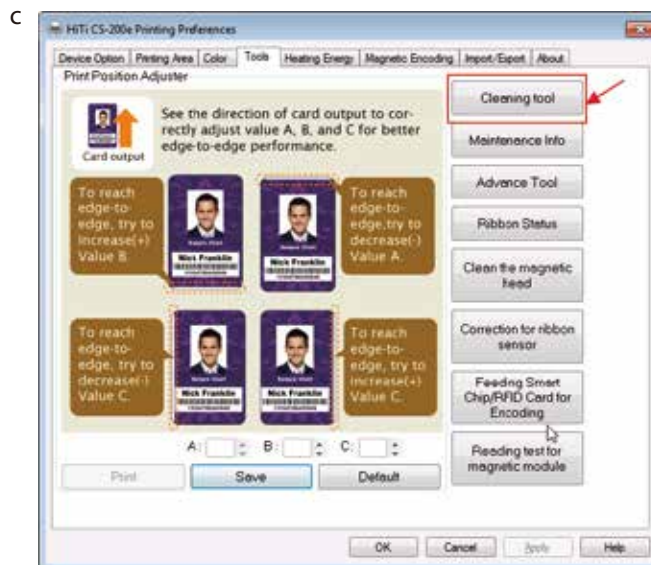 C
HiTi CS-200e Printing Preferences
Device Option Printing Area Color Tools Heating Energy Magnetic Encoding Import/Export About
Print Position Adjuster
Card output
See the direction of card output to cor-
rectly adjust value A, B, and C for better
edge-to-edge performance.
To reach
edge-to-
edge, try to
increase(+)
Value B.
Nick Franklin
Nick Franklin
To reach
edge-to-
edge,try to
decrease(-)
Value A.
To reach
edge-to-
edge, try to
decrease(-)
Value C.
Nick Franklin
Nick Franklin
To reach
edge-to-
edge, try to
increase(+)
Value C.
A: B: C:
Print Save Default
Cleaning tool
Maintenance Info
Advance Tool
Ribbon Status
Clean the magnetic
head
Correction for ribbon
sensor
Feeding Smart
Chip/RFID Card for
Encoding
Reading test for
magnetic module
OK Cancel Apply Help